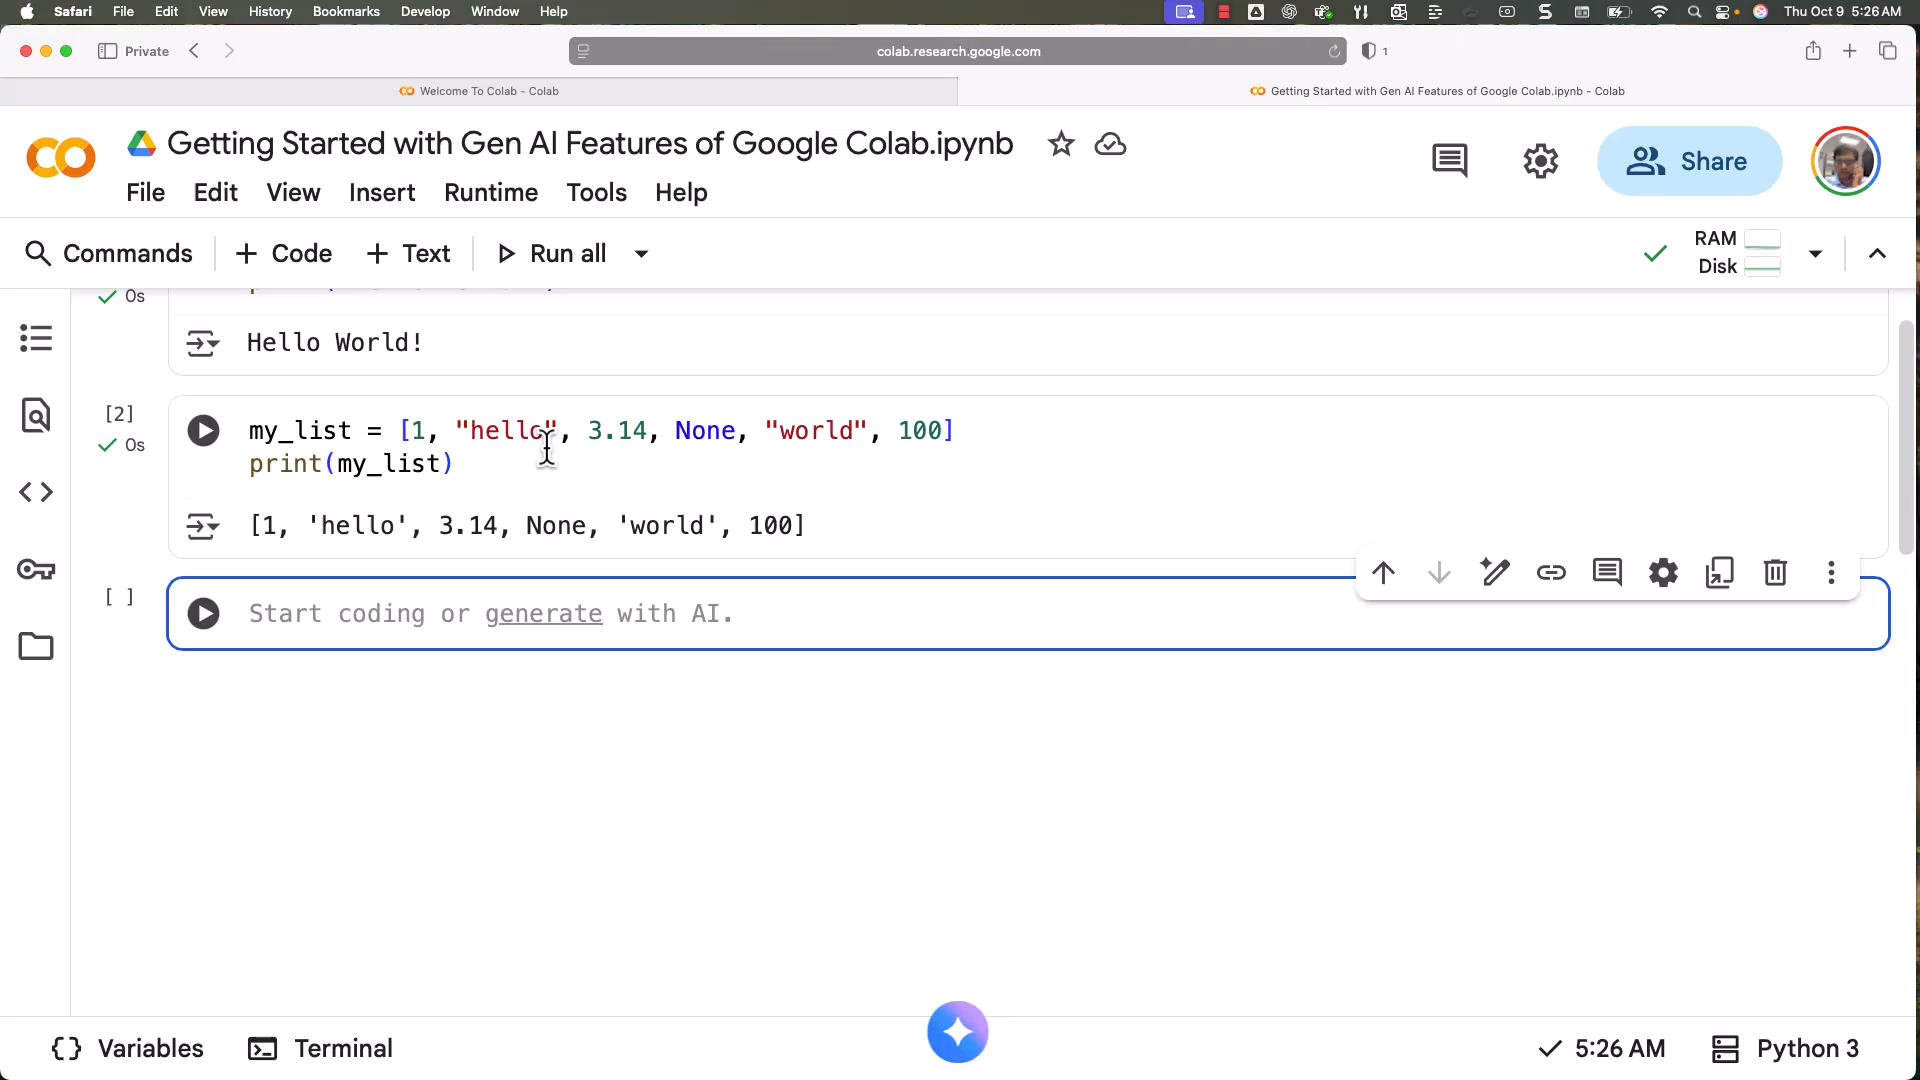 Safari File Edit View History Bookmarks Develop Window Help Thu Oct 9 5:26 AM
Private colab.research.google.com 1
Welcome To Colab - Colab Getting Started with Gen AI Features of Google Colab.ipynb - Colab
Getting Started with Gen AI Features of Google Colab.ipynb
Share
File Edit View Insert Runtime Tools Help
Commands + Code + Text Run all
RAM
Disk
0s
Hello World!
[2] my_list = [1, "hello", 3.14, None, "world", 100]
0s print(my_list)
[1, 'hello', 3.14, None, 'world', 100]
[ ] Start coding or generate with AI.
Variables Terminal 5:26 AM Python 3